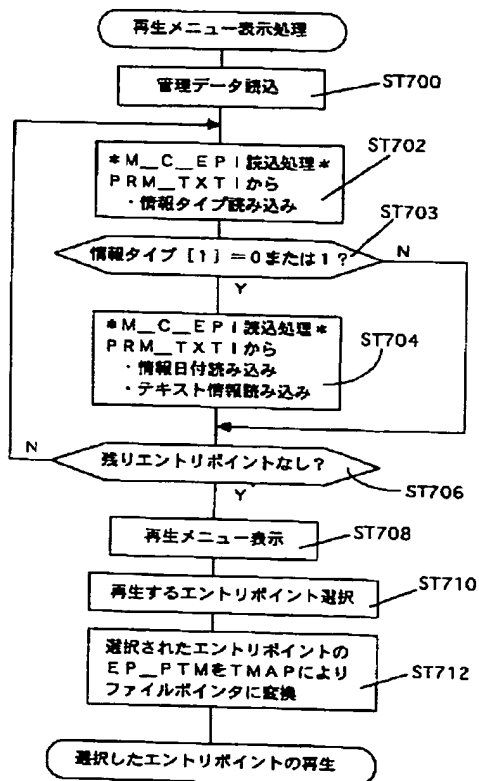 再生メニュー表示処理
管理データ読込
ST700
*M__C__EPI読込処理*
PRM__TXTIから
・情報タイプ読み込み
ST702
ST703
情報タイプ[1]=0または1?
N
Y
*M__C__EPI読込処理*
PRM__TXTIから
・情報日付読み込み
・テキスト情報読み込み
ST704
N
残りエントリポイントなし?
ST706
Y
再生メニュー表示
ST708
再生するエントリポイント選択
ST710
選択されたエントリポイントの
EP__PTMをTMAPにより
ファイルポインタに変換
ST712
選択したエントリポイントの再生